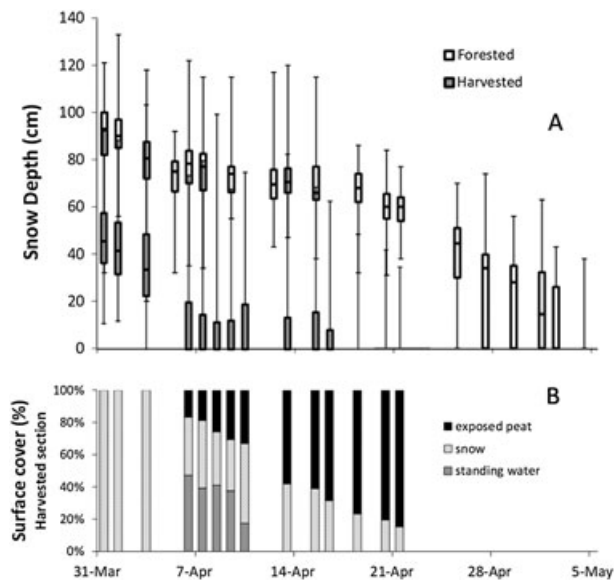 140
120
100
80
60
40
20
0
Snow Depth (cm)
Forested
Harvested
A
100%
80%
60%
40%
20%
0%
Surface cover (%)
Harvested section
B
exposed peat
snow
standing water
31-Mar 7-Apr 14-Apr 21-Apr 28-Apr 5-May